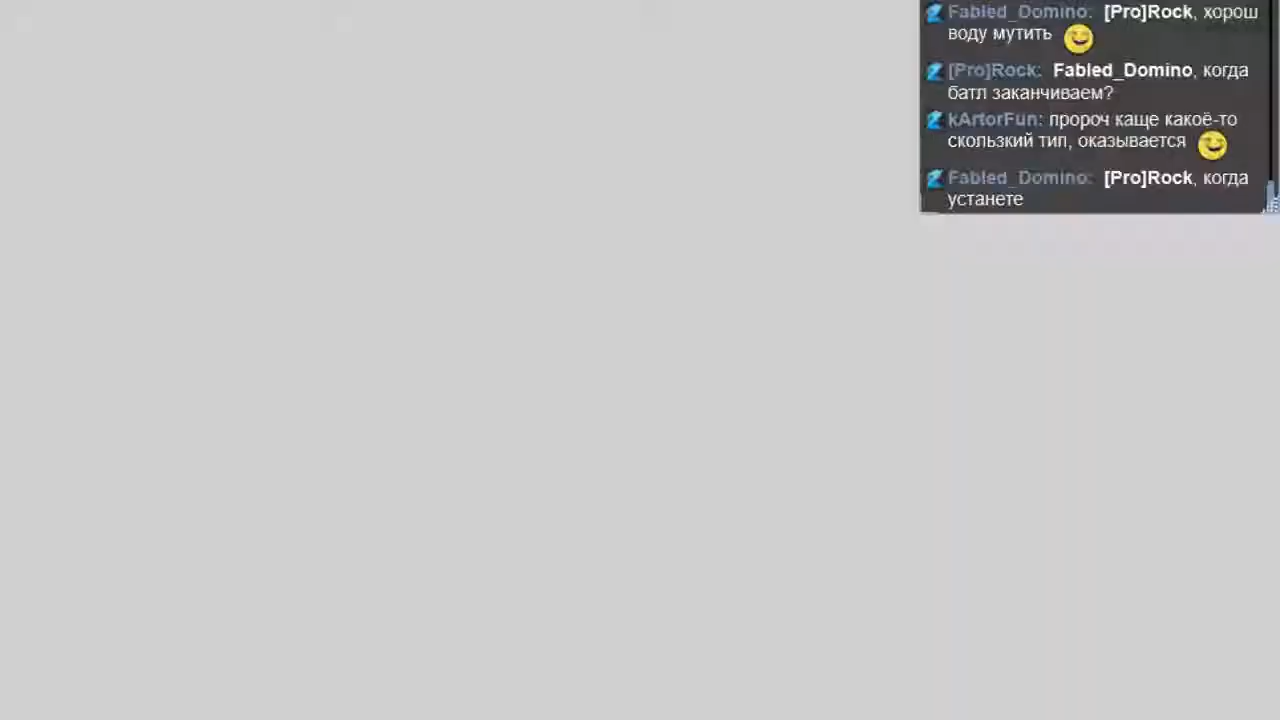 Fabled_Domino: [Pro]Rock, хорош
воду мутить
[Pro]Rock: Fabled_Domino, когда
батл заканчиваем?
kArtorFun: пророч каще какоё-то
скользкий тип, оказывается
Fabled_Domino: [Pro]Rock, когда
устанете